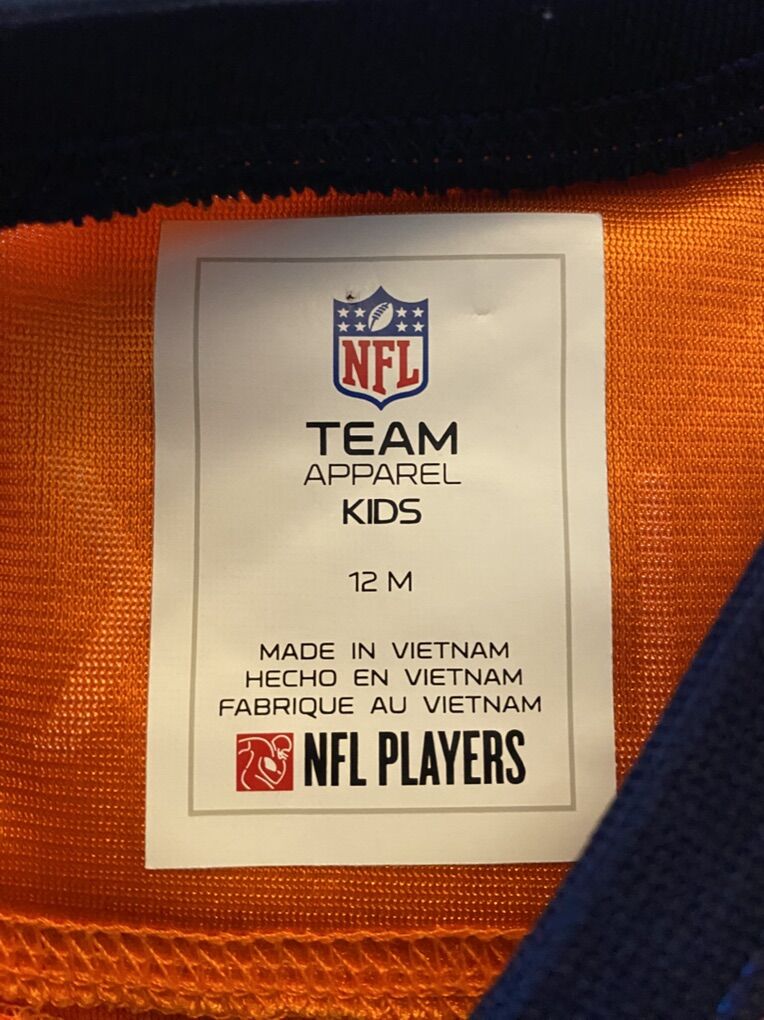 NFL
TEAM
APPAREL
KIDS
12 M
MADE IN VIETNAM
HECHO EN VIETNAM
FABRIQUE AU VIETNAM
NFL PLAYERS